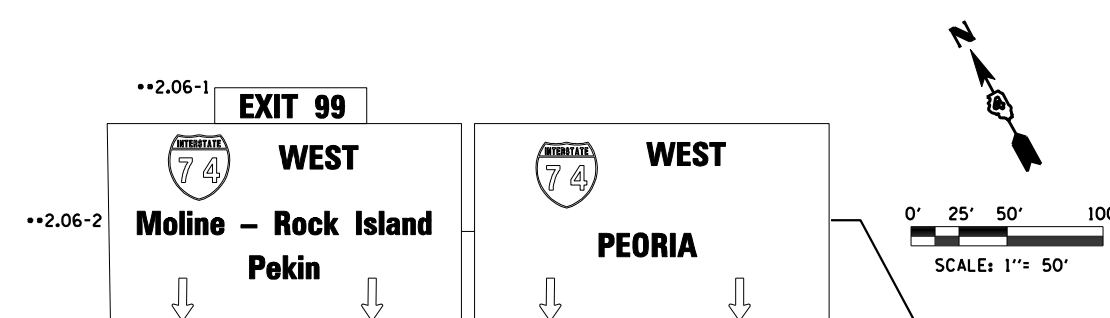 ••2.06-1
EXIT 99
INTERSTATE
74
WEST
••2.06-2
Moline – Rock Island
Pekin
INTERSTATE
74
WEST
PEORIA
N
0' 25' 50' 100
SCALE: 1''= 50'